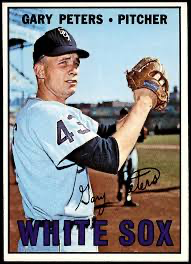 GARY PETERS • PITCHER
43
Gary Peters
WHITE SOX